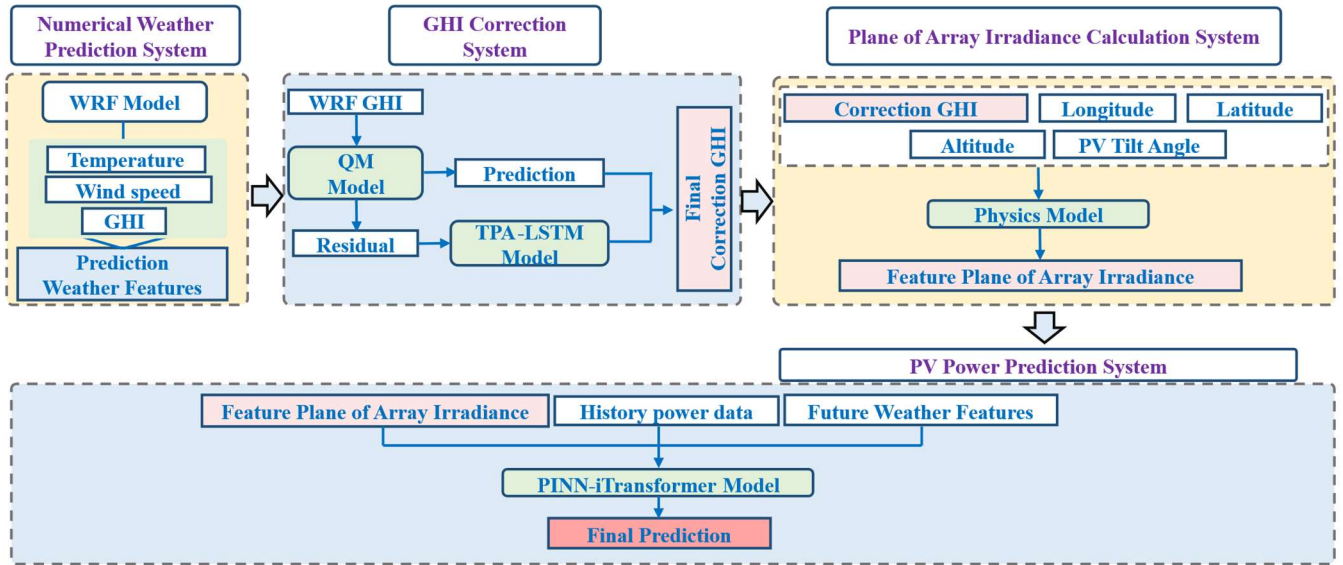 Numerical Weather
Prediction System
WRF Model
Temperature
Wind speed
GHI
Prediction
Weather Features
GHI Correction
System
WRF GHI
QM
Model
Prediction
Residual
TPA-LSTM
Model
Final
Correction GHI
Plane of Array Irradiance Calculation System
Correction GHI
Longitude
Latitude
Altitude
PV Tilt Angle
Physics Model
Feature Plane of Array Irradiance
PV Power Prediction System
Feature Plane of Array Irradiance
History power data
Future Weather Features
PINN-iTransformer Model
Final Prediction